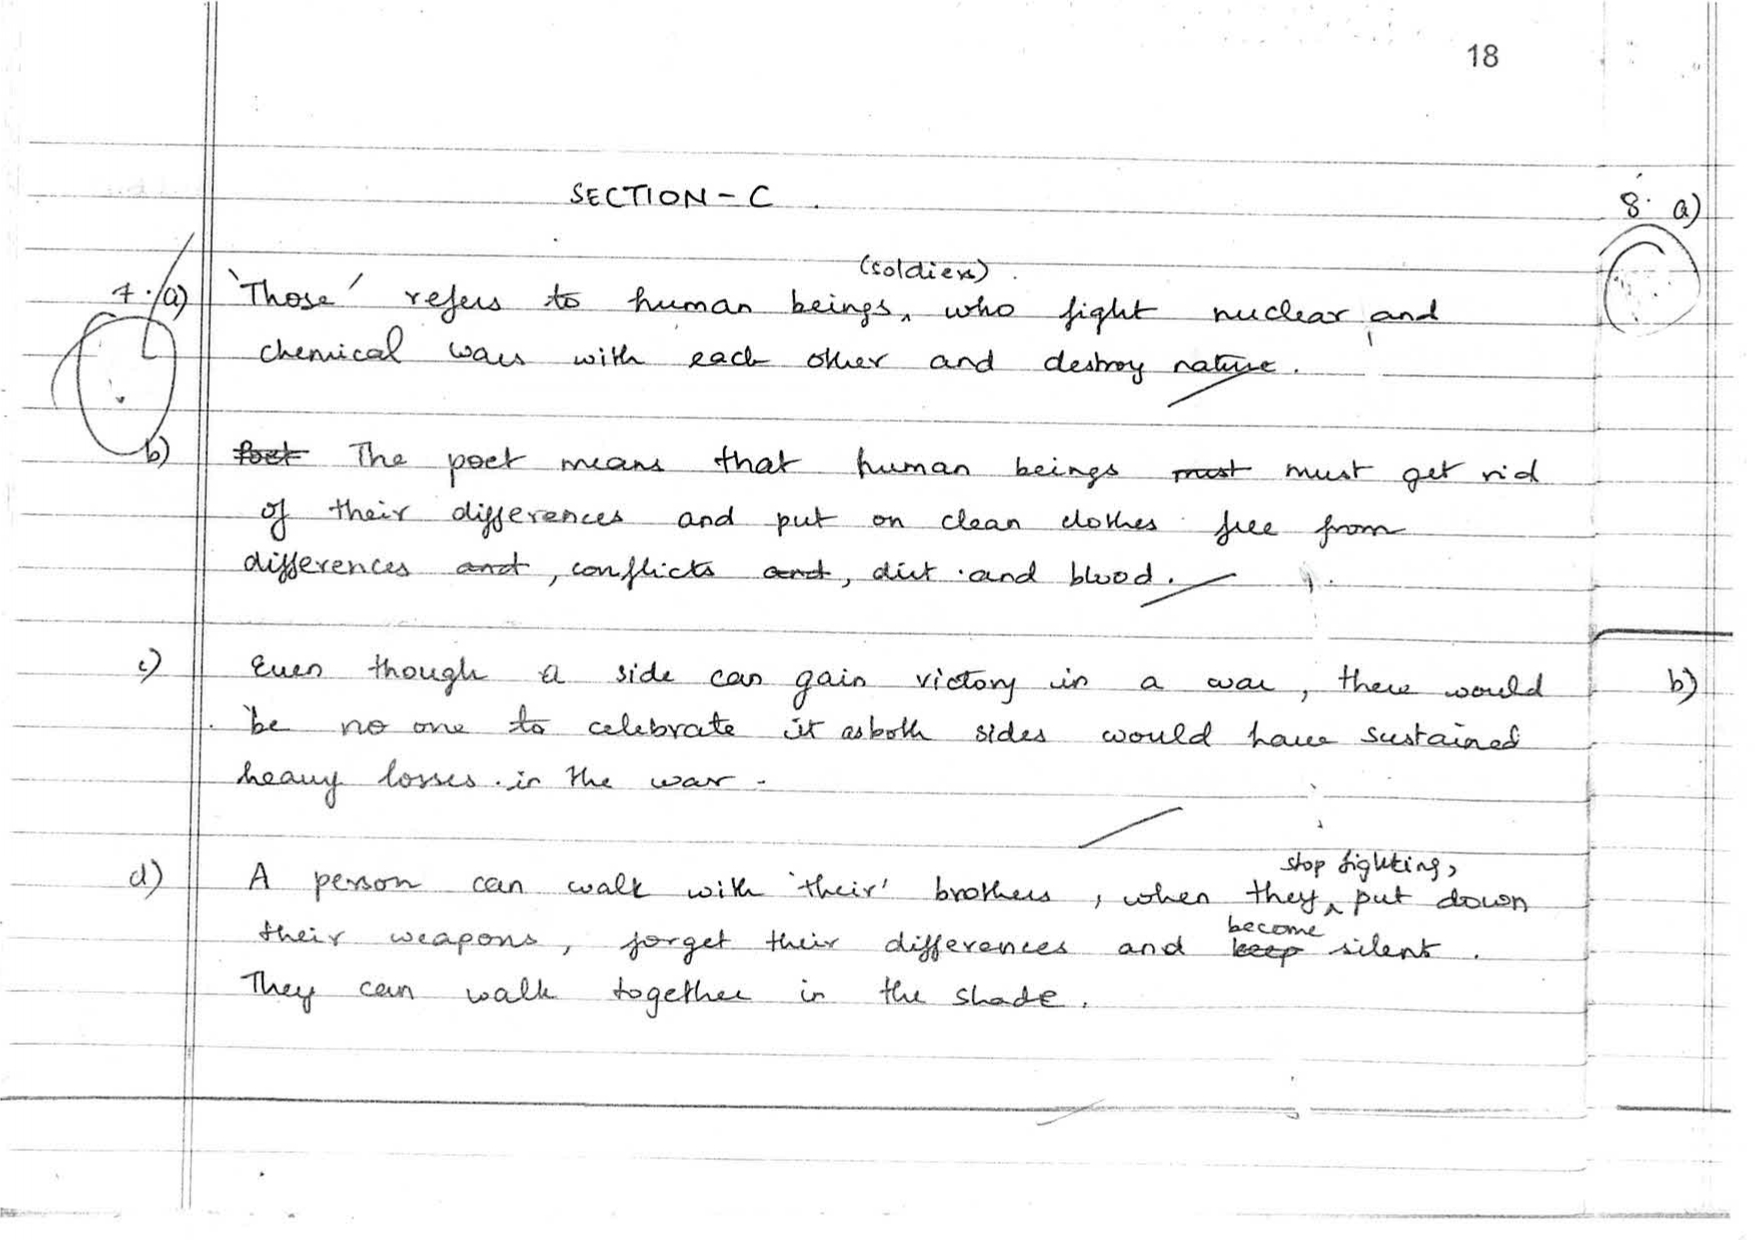 18
SECTION - C
(soldiers)
7. (a) 'Those' refers to human beings, who fight nuclear and
chemical wars with each other and destroy nature.
b) Poet The poet means that human beings must must get rid
of their differences and put on clean clothes free from
differences and , conflicts and , dirt and blood.
c) Even though a side can gain victory in a war, there would
be no one to celebrate it as both sides would have sustained
heavy losses in the war.
stop fighting,
d) A person can walk with 'their' brothers, when they put down
become
their weapons, forget their differences and keep silent.
They can walk together in the shade.
8. a)
b)